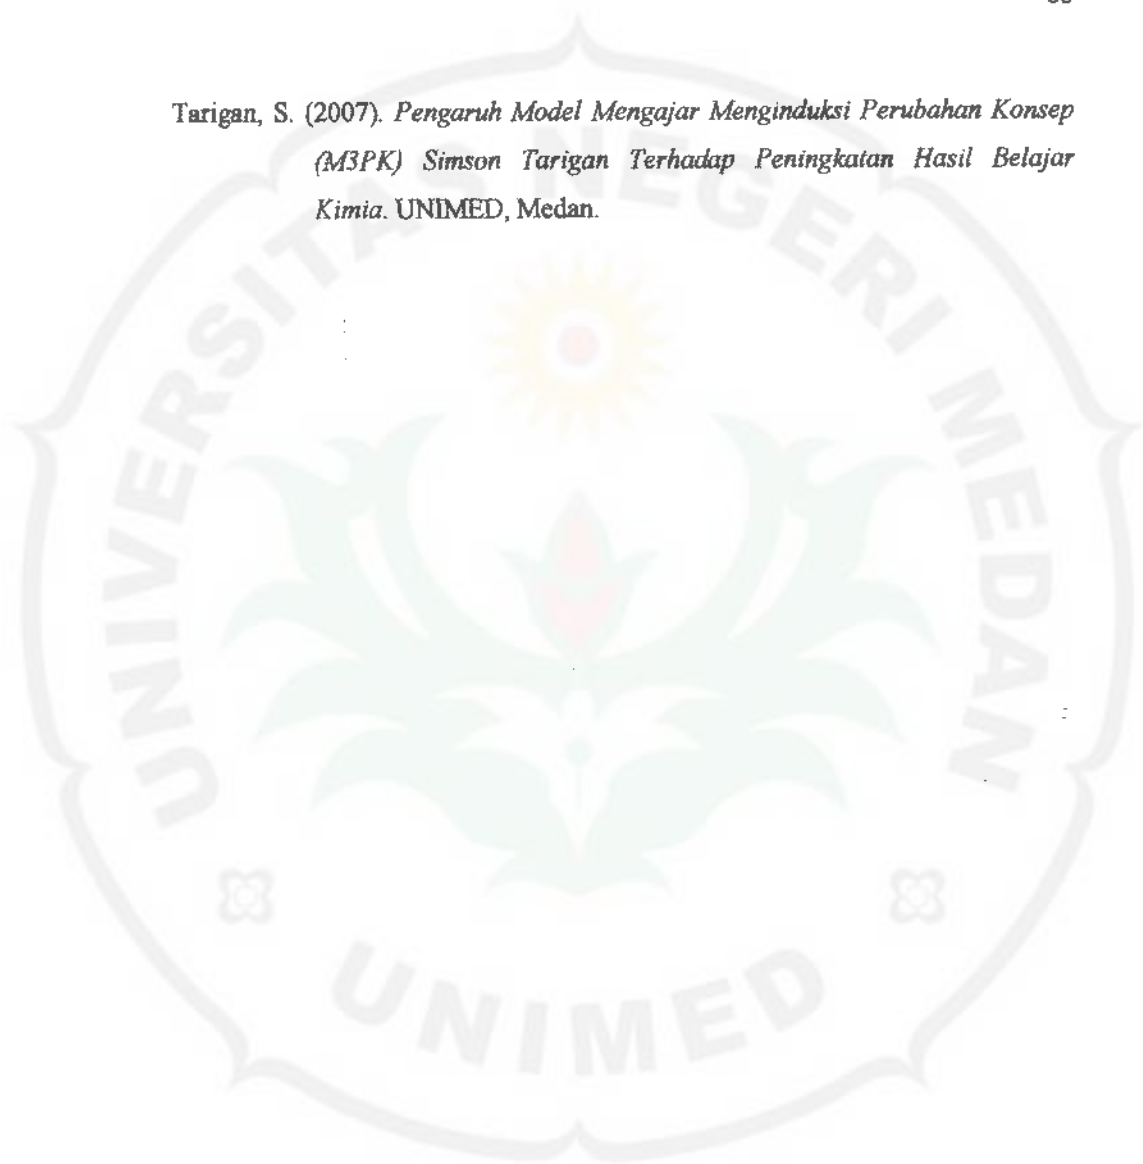 Tarigan, S. (2007). Pengaruh Model Mengajar Menginduksi Perubahan Konsep
(M3PK) Simson Tarigan Terhadap Peningkatan Hasil Belajar
Kimia. UNIMED, Medan.
UNIVERSITAS NEGERI MEDAN
UNIMED